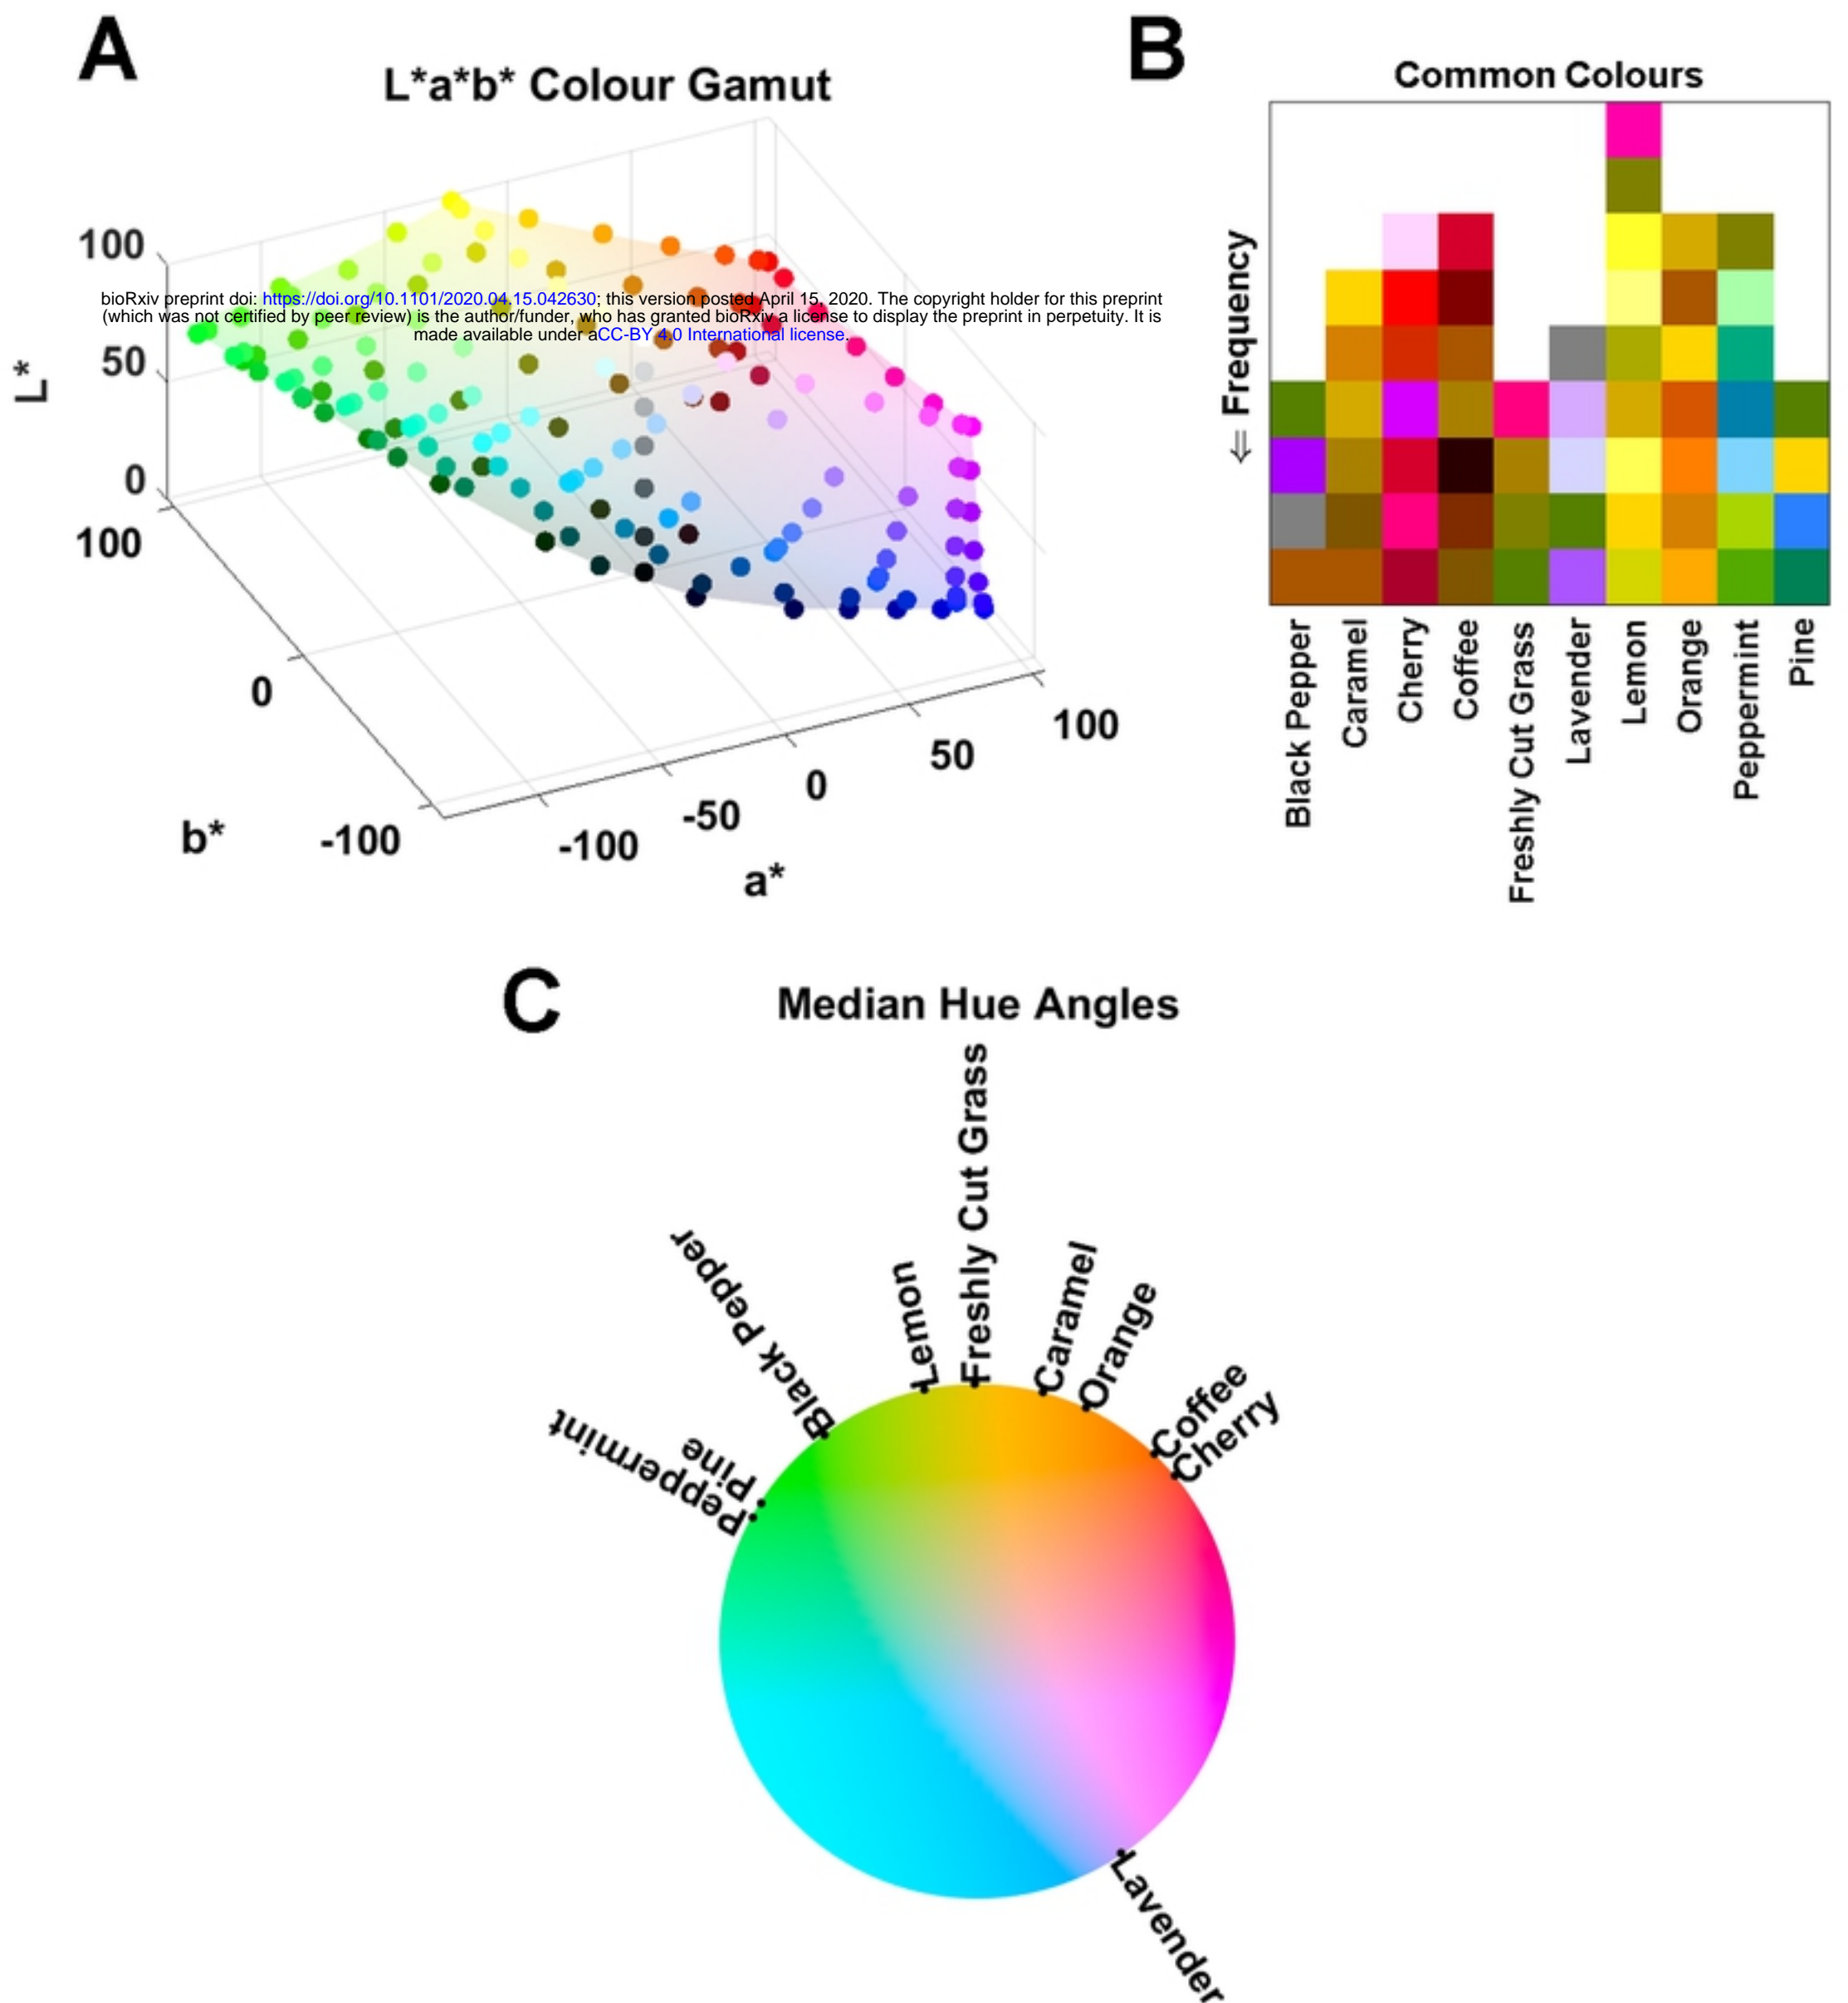 A
L*a*b* Colour Gamut
bioRxiv preprint doi: https://doi.org/10.1101/2020.04.15.042630; this version posted April 15, 2020. The copyright holder for this preprint
(which was not certified by peer review) is the author/funder, who has granted bioRxiv a license to display the preprint in perpetuity. It is
made available under aCC-BY 4.0 International license.
L*
100
50
0
100
0
-100
b*
-100
-50
0
50
100
a*
B
Common Colours
⇐ Frequency
Black Pepper
Caramel
Cherry
Coffee
Freshly Cut Grass
Lavender
Lemon
Orange
Peppermint
Pine
C
Median Hue Angles
Peppermint
Pine
Black Pepper
Lemon
Freshly Cut Grass
Caramel
Orange
Coffee
Cherry
Lavender